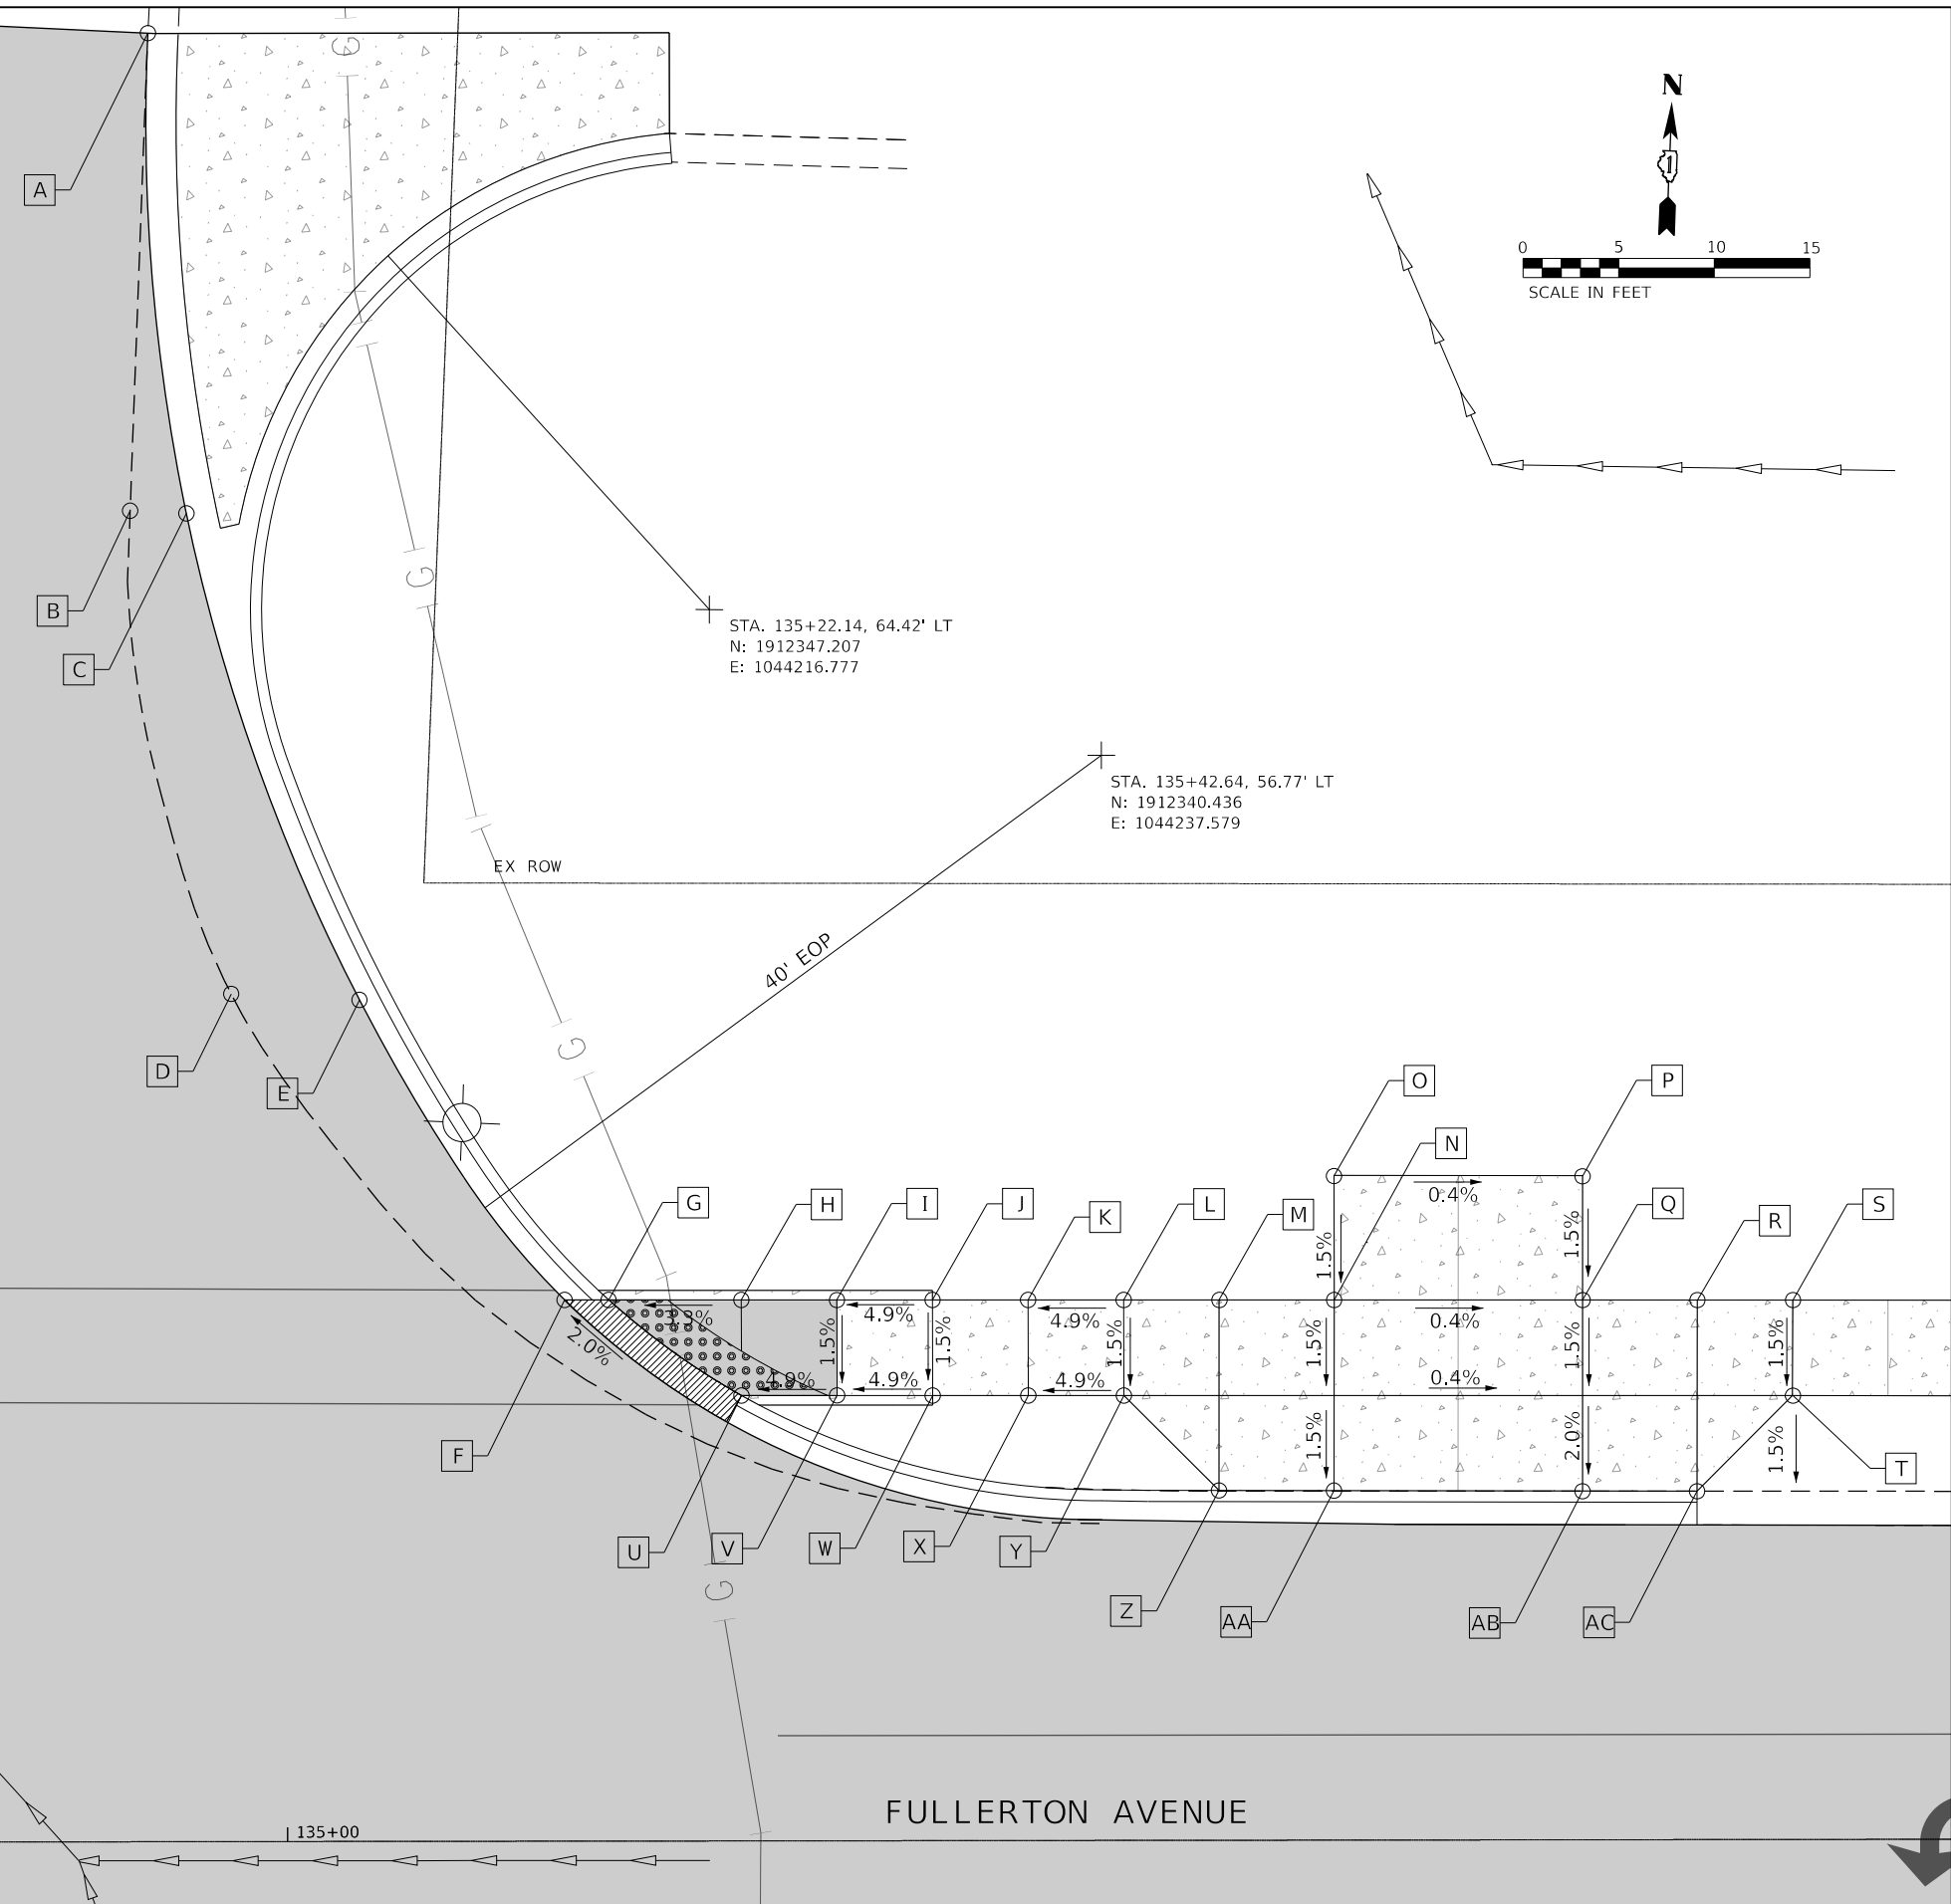 G
N
A
1
0 5 10 15
SCALE IN FEET
G
B
STA. 135+22.14, 64.42' LT
N: 1912347.207
E: 1044216.777
C
STA. 135+42.64, 56.77' LT
N: 1912340.436
E: 1044237.579
EX ROW
40' EOP
G
D
E
O
P
N
G
H
I
J
K
L
M
Q
R
S
0.4%
1.5%
1.5%
3.3%
4.9%
4.9%
0.4%
2.0%
1.5%
1.5%
1.5%
1.5%
1.5%
1.5%
4.9%
4.9%
4.9%
0.4%
1.5%
2.0%
1.5%
F
T
U
V
W
X
Y
G
Z
AA
AB
AC
FULLERTON AVENUE
135+00